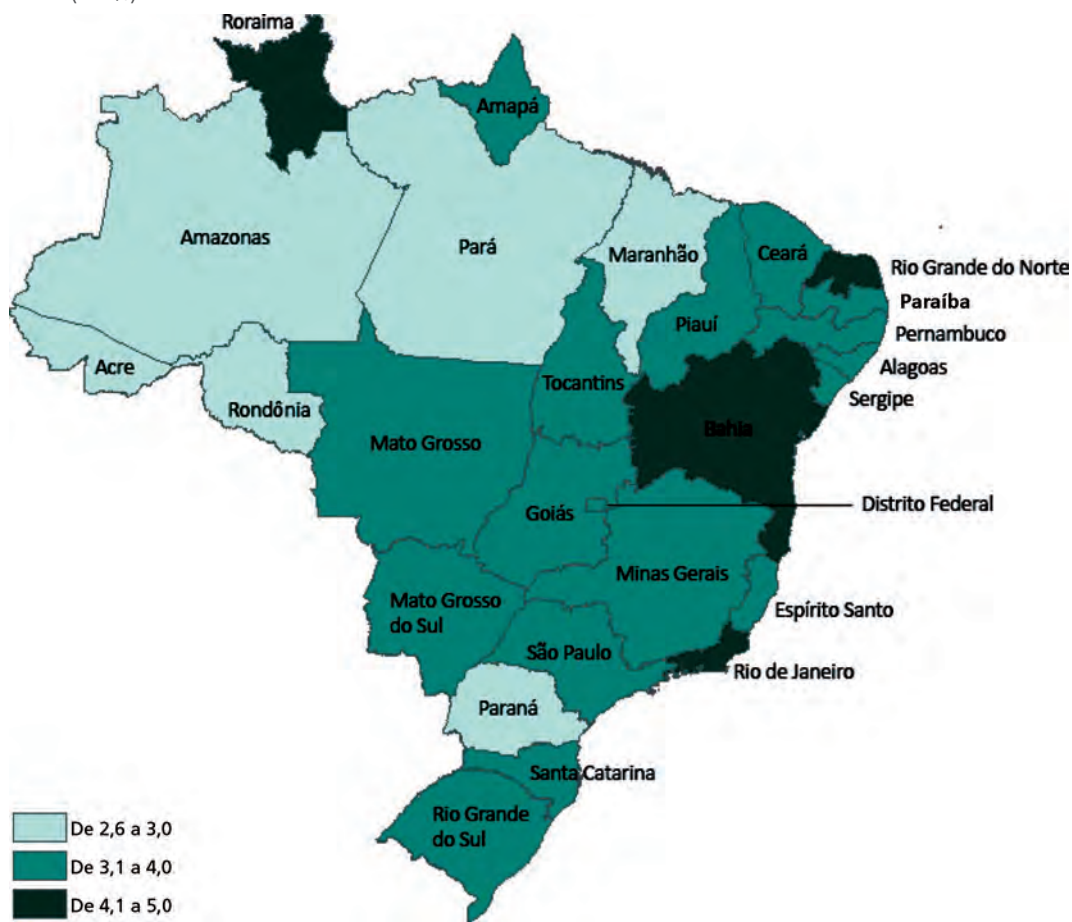 Roraima
Amapá
Amazonas
Pará
Maranhão
Ceará
Rio Grande do Norte
Paraíba
Piauí
Pernambuco
Acre
Alagoas
Tocantins
Sergipe
Rondônia
Mato Grosso
Bahia
Distrito Federal
Goiás
Minas Gerais
Mato Grosso
do Sul
Espírito Santo
São Paulo
Rio de Janeiro
Paraná
Santa Catarina
Rio Grande
do Sul
De 2,6 a 3,0
De 3,1 a 4,0
De 4,1 a 5,0